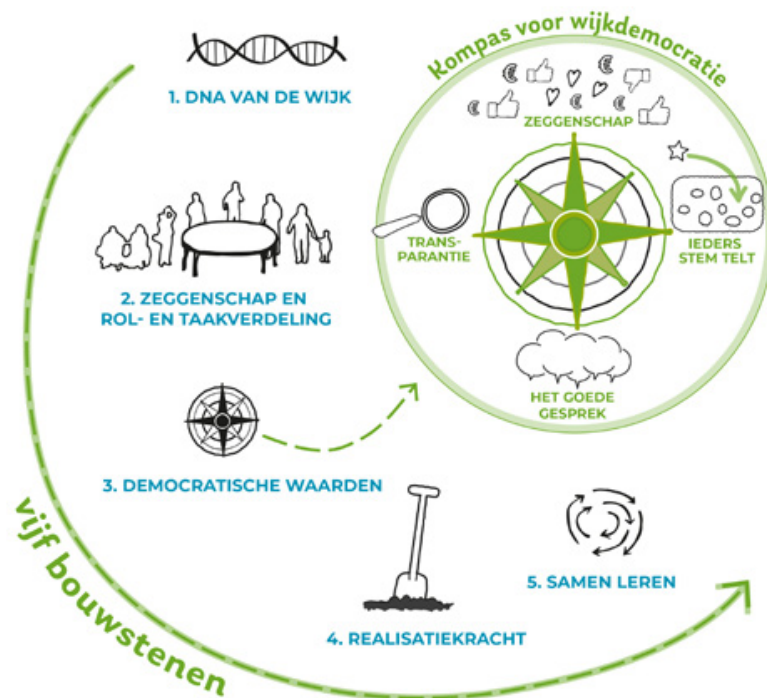 1. DNA VAN DE WIJK
2. ZEGGENSCHAP EN
ROL- EN TAAKVERDELING
3. DEMOCRATISCHE WAARDEN
4. REALISATIEKRACHT
5. SAMEN LEREN
vijf bouwstenen
Kompas voor wijkdemocratie
ZEGGENSCHAP
TRANS-
PARANTIE
IEDERS
STEM TELT
HET GOEDE
GESPREK